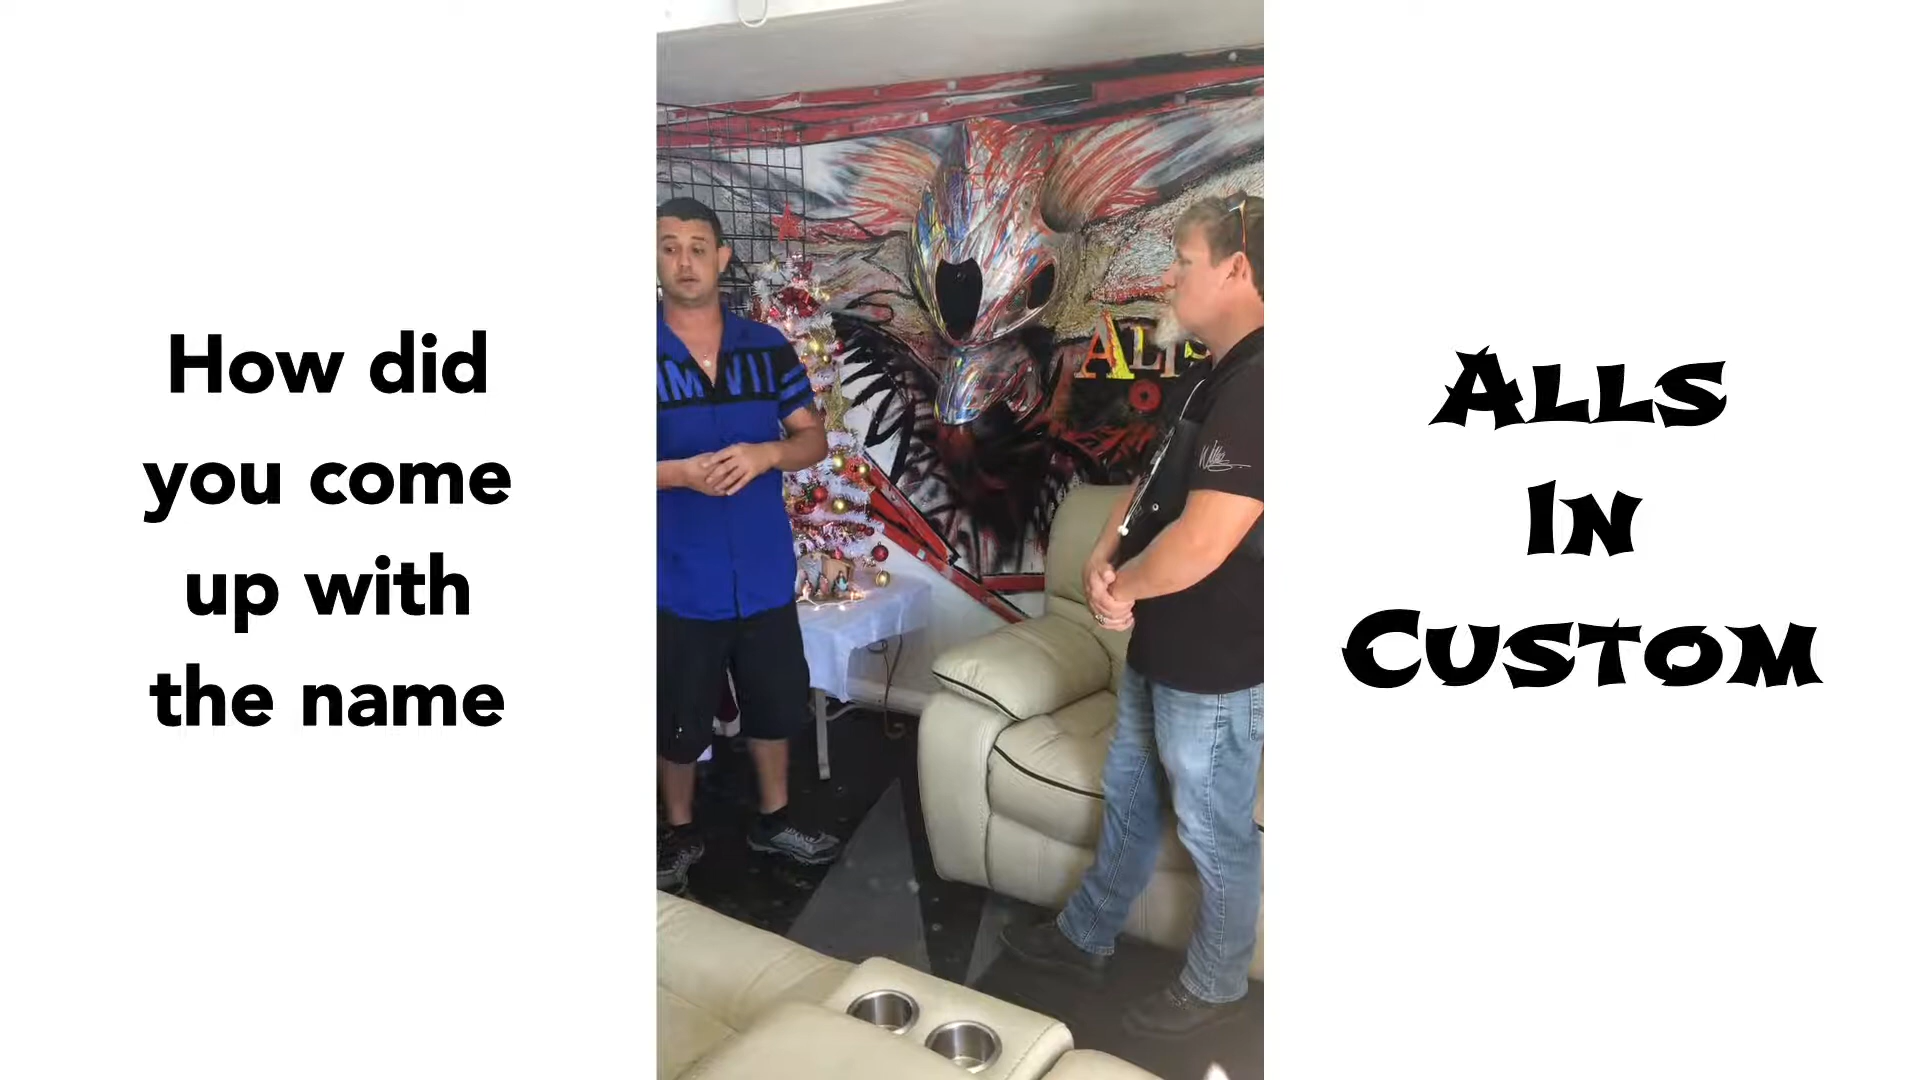 How did
you come
up with
the name
ALLS
IN
CUSTOM